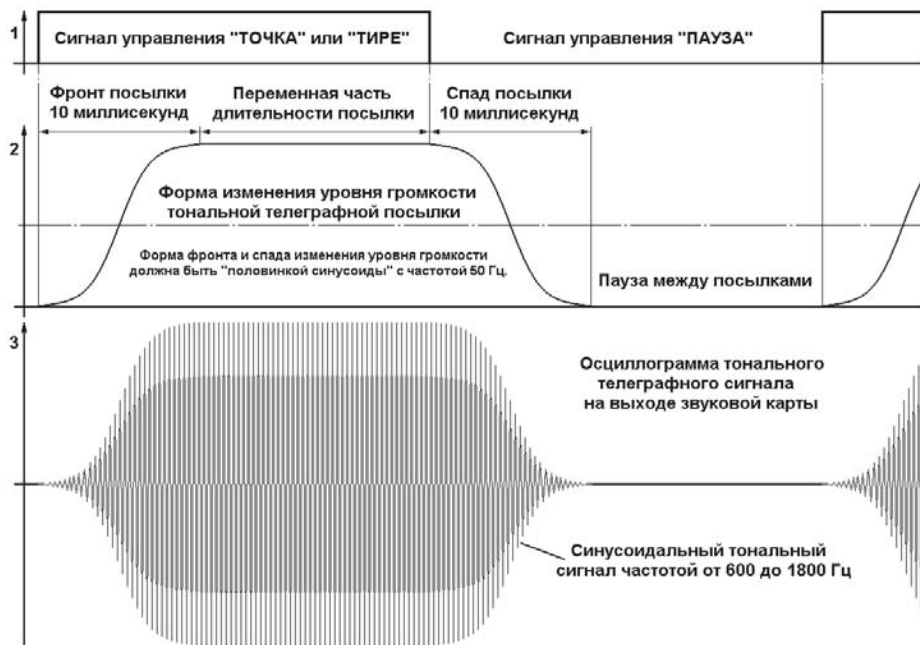 1
Сигнал управления "ТОЧКА" или "ТИРЕ"
Сигнал управления "ПАУЗА"
Фронт посылки
10 миллисекунд
Переменная часть
длительности посылки
Спад посылки
10 миллисекунд
2
Форма изменения уровня громкости
тональной телеграфной посылки
Форма фронта и спада изменения уровня громкости
должна быть "половинкой синусоиды" с частотой 50 Гц.
Пауза между посылками
3
Осциллограмма тонального
телеграфного сигнала
на выходе звуковой карты
Синусоидальный тональный
сигнал частотой от 600 до 1800 Гц